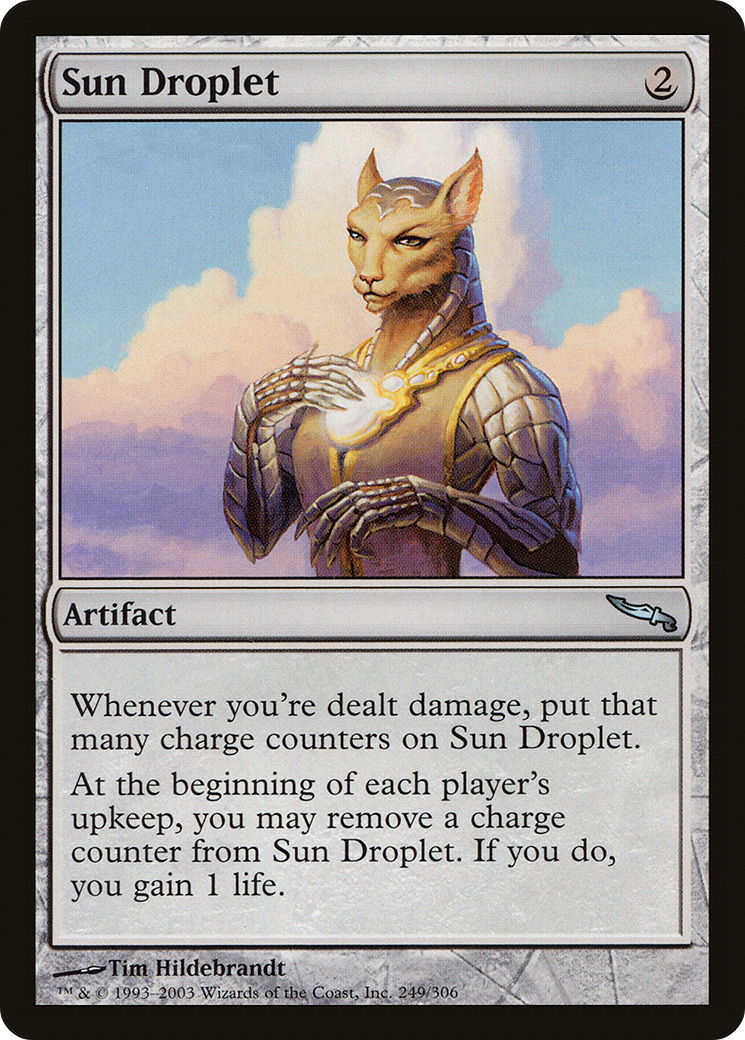 Sun Droplet 2
Artifact
Whenever you're dealt damage, put that
many charge counters on Sun Droplet.
At the beginning of each player's
upkeep, you may remove a charge
counter from Sun Droplet. If you do,
you gain 1 life.
Tim Hildebrandt
™ & © 1993–2003 Wizards of the Coast, Inc. 249/306